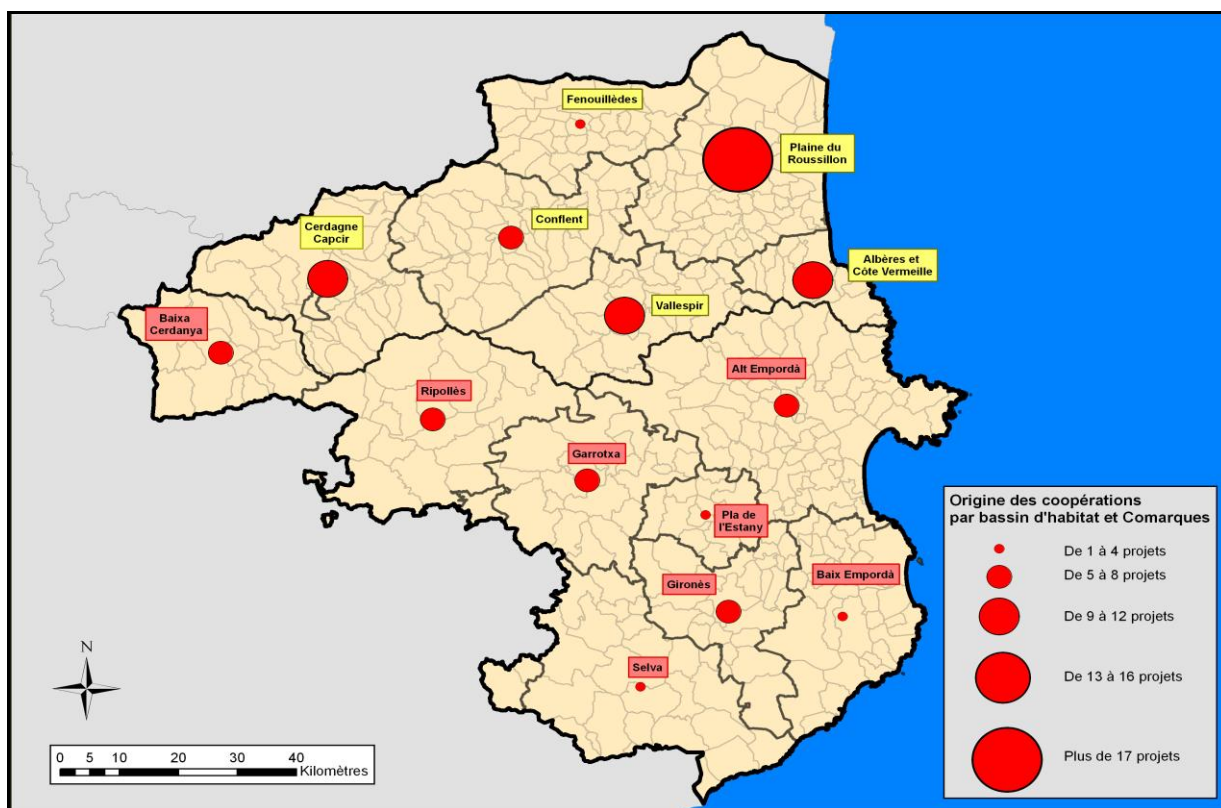 Fenouillèdes
Plaine du
Roussillon
Conflent
Cerdagne
Capcir
Albères et
Côte Vermeille
Vallespir
Baixa
Cerdanya
Alt Empordà
Ripollès
Garrotxa
Pla de
l'Estany
Baix Empordà
Gironès
Selva
N
0 5 10 20 30 40
Kilomètres
Origine des coopérations
par bassin d'habitat et Comarques
De 1 à 4 projets
De 5 à 8 projets
De 9 à 12 projets
De 13 à 16 projets
Plus de 17 projets